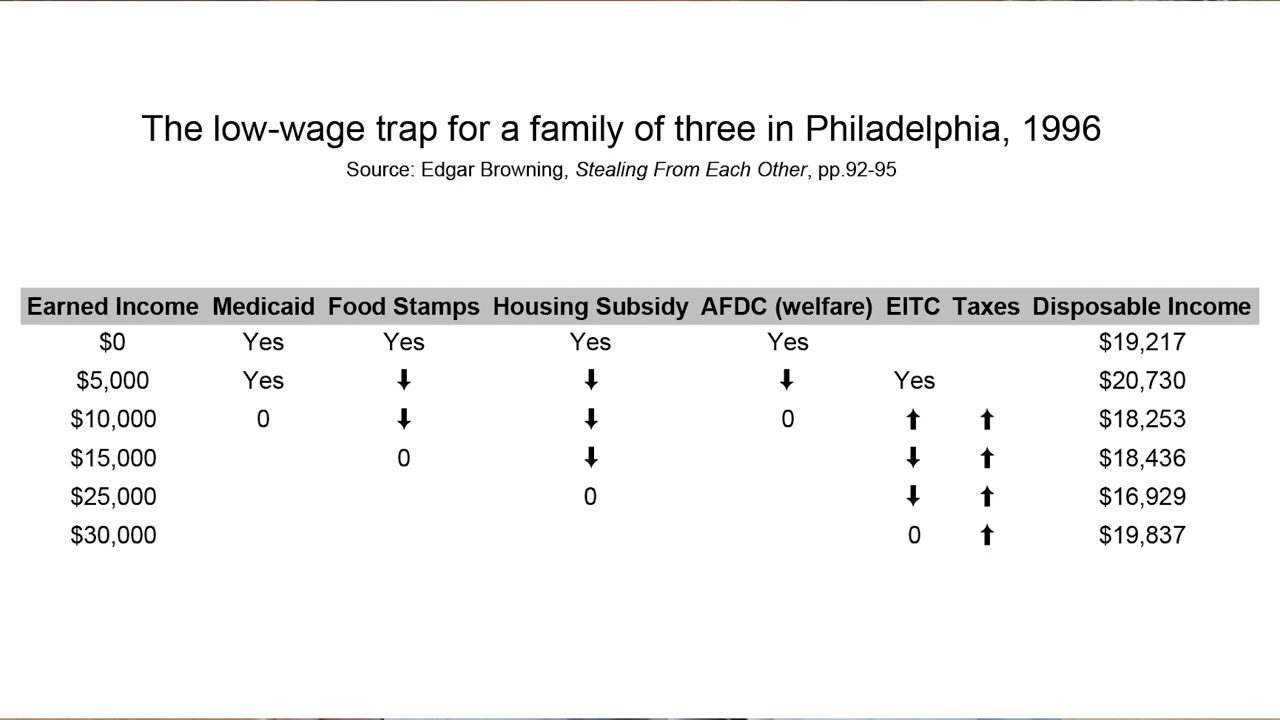 The low-wage trap for a family of three in Philadelphia, 1996
Source: Edgar Browning, Stealing From Each Other, pp.92-95
Earned Income Medicaid Food Stamps Housing Subsidy AFDC (welfare) EITC Taxes Disposable Income
$0 Yes Yes Yes Yes $19,217
$5,000 Yes ⬇ ⬇ ⬇ Yes $20,730
$10,000 0 ⬇ ⬇ 0 ⬆ ⬆ $18,253
$15,000 0 ⬇ ⬇ ⬆ $18,436
$25,000 0 ⬇ ⬆ $16,929
$30,000 0 ⬆ $19,837